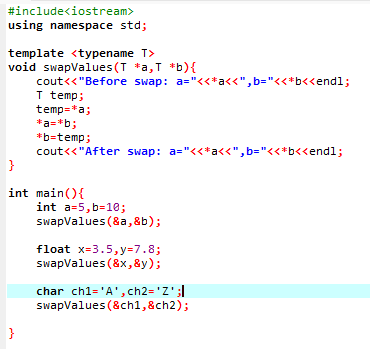 #include<iostream>
using namespace std;

template <typename T>
void swapValues(T *a,T *b){
    cout<<"Before swap: a="<<*a<<",b="<<*b<<endl;
    T temp;
    temp=*a;
    *a=*b;
    *b=temp;
    cout<<"After swap: a="<<*a<<",b="<<*b<<endl;
}

int main(){
    int a=5,b=10;
    swapValues(&a,&b);

    float x=3.5,y=7.8;
    swapValues(&x,&y);

    char ch1='A',ch2='Z';
    swapValues(&ch1,&ch2);

}